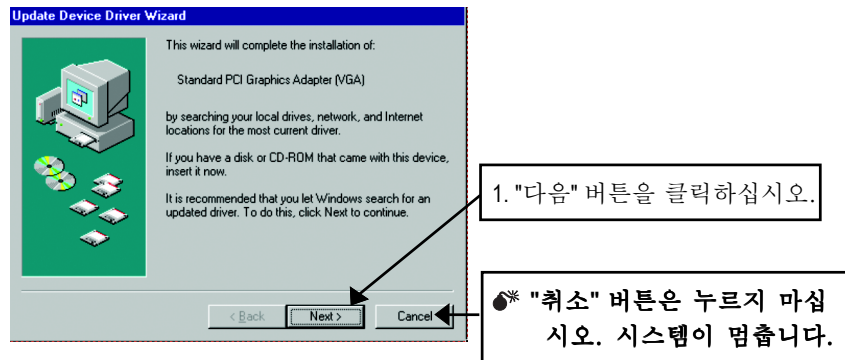 Update Device Driver Wizard
This wizard will complete the installation of:
Standard PCI Graphics Adapter (VGA)
by searching your local drives, network, and Internet
locations for the most current driver.
If you have a disk or CD-ROM that came with this device,
insert it now.
It is recommended that you let Windows search for an
updated driver. To do this, click Next to continue.
< Back
Next >
Cancel
1. "다음" 버튼을 클릭하십시오.
"취소" 버튼은 누르지 마십
시오. 시스템이 멈춥니다.